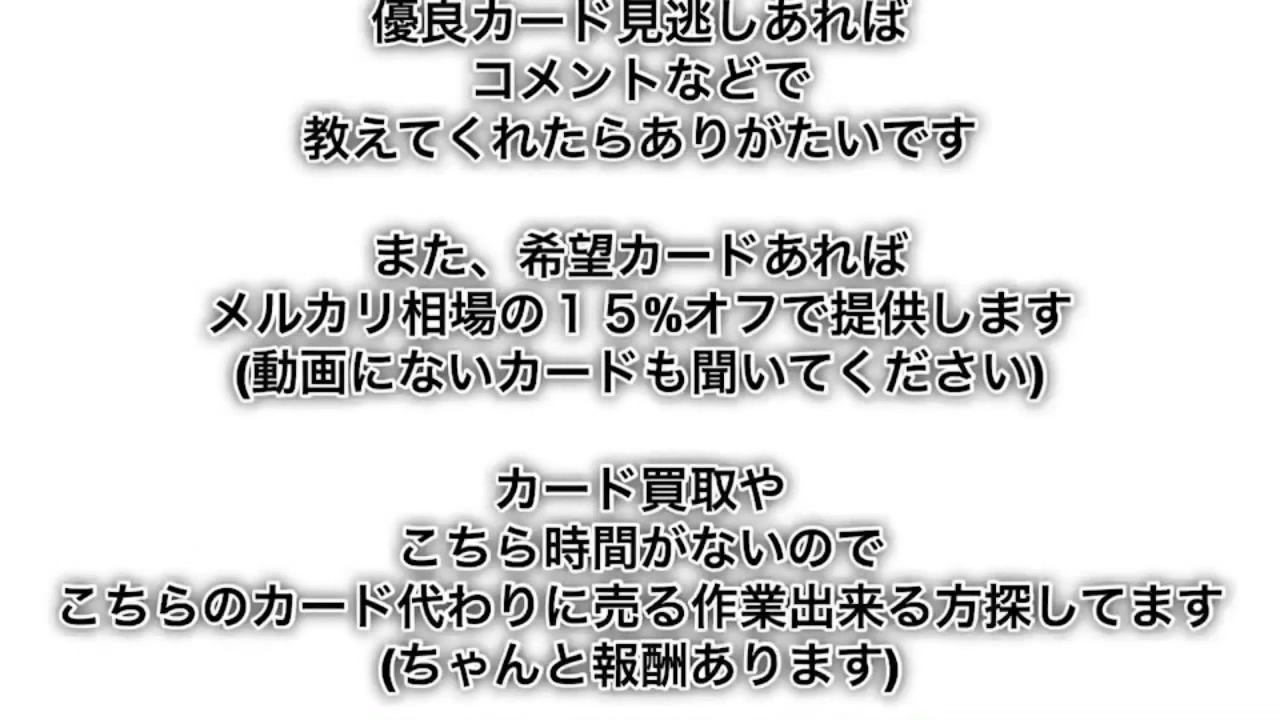 優良カード見逃しあれば
コメントなどで
教えてくれたらありがたいです
また、希望カードあれば
メルカリ相場の１５%オフで提供します
(動画にないカードも聞いてください)
カード買取や
こちら時間がないので
こちらのカード代わりに売る作業出来る方探してます
(ちゃんと報酬あります)